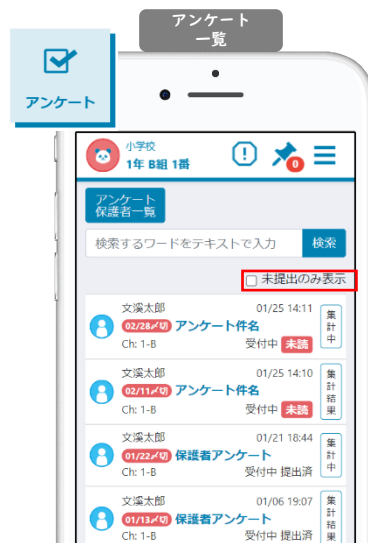 アンケート
一覧
アンケート
小学校
1年 B組 1番
0
アンケート
保護者一覧
検索するワードをテキストで入力
検索
未提出のみ表示
文溪太郎 01/25 14:11
02/28〆切 アンケート件名
Ch: 1-B 受付中 未読
集計中
文溪太郎 01/25 14:10
02/11〆切 アンケート件名
Ch: 1-B 受付中 未読
集計結果
文溪太郎 01/21 18:44
01/22〆切 保護者アンケート
Ch: 1-B 受付中 提出済
集計中
文溪太郎 01/06 19:07
01/13〆切 保護者アンケート
Ch: 1-B 受付中 提出済
集計結果